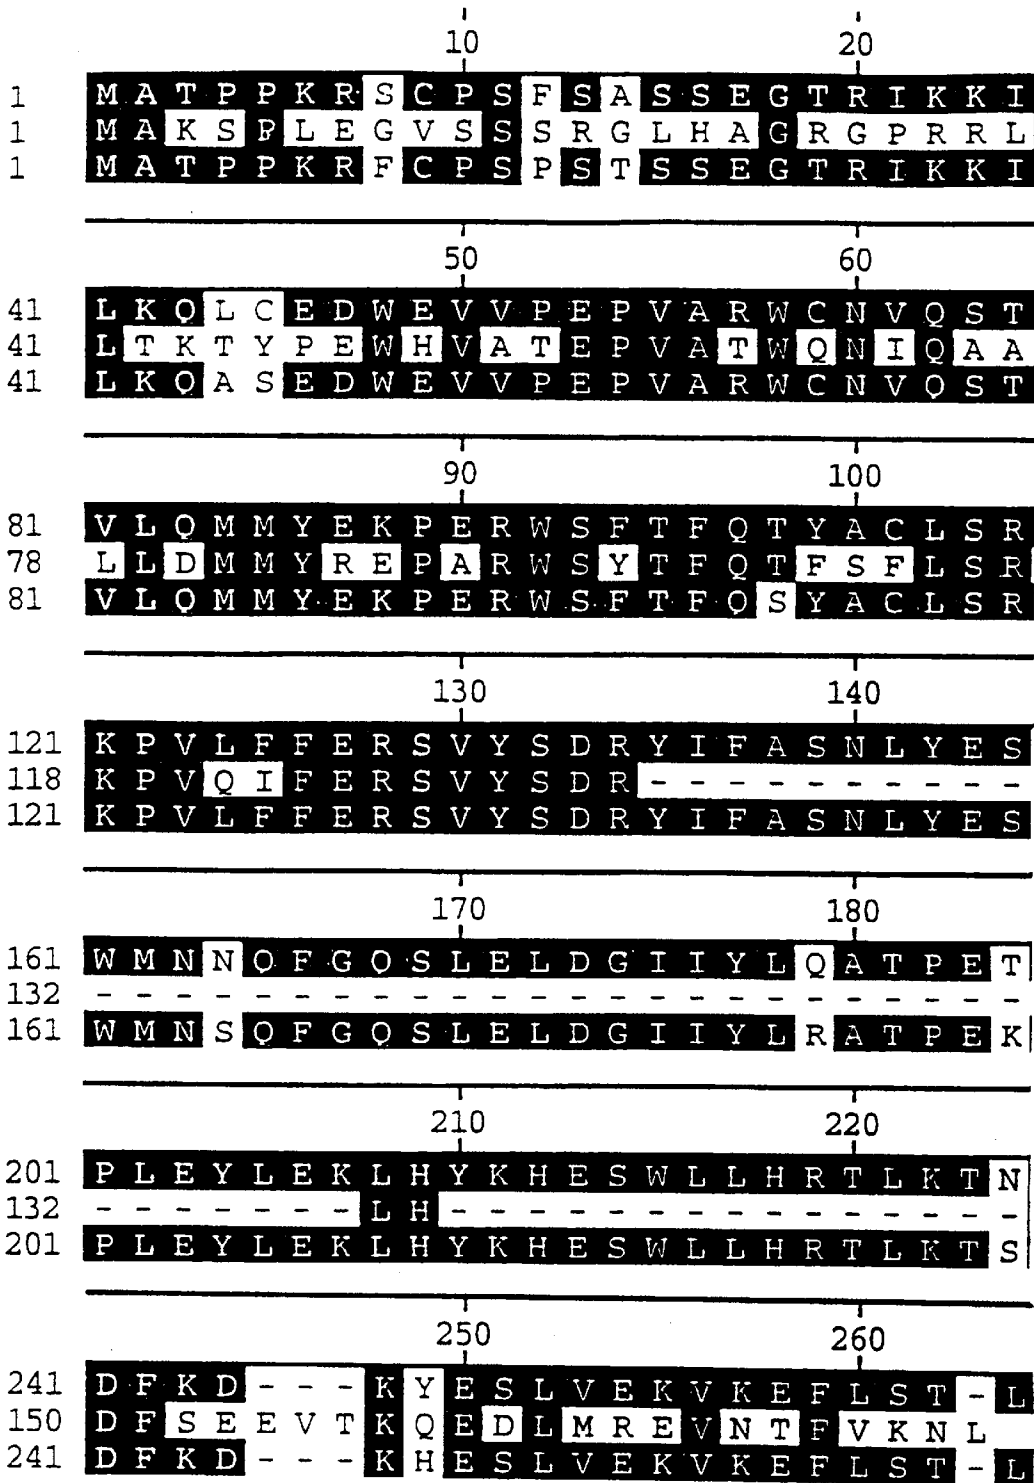 10 20
1 M A T P P K R S C P S F S A S S E G T R I K K I
1 M A K S P L E G V S S S R G L H A G R G P R R L
1 M A T P P K R F C P S P S T S S E G T R I K K I
50 60
41 L K Q L C E D W E V V P E P V A R W C N V Q S T
41 L T K T Y P E W H V A T E P V A T W Q N I Q A A
41 L K Q A S E D W E V V P E P V A R W C N V Q S T
90 100
81 V L Q M M Y E K P E R W S F T F Q T Y A C L S R
78 L L D M M Y R E P A R W S Y T F Q T F S F L S R
81 V L Q M M Y E K P E R W S F T F Q S Y A C L S R
130 140
121 K P V L F F E R S V Y S D R Y I F A S N L Y E S
118 K P V Q I F E R S V Y S D R - - - - - - - - - -
121 K P V L F F E R S V Y S D R Y I F A S N L Y E S
170 180
161 W M N N Q F G Q S L E L D G I I Y L Q A T P E T
132 - - - - - - - - - - - - - - - - - - - - - - - -
161 W M N S Q F G Q S L E L D G I I Y L R A T P E K
210 220
201 P L E Y L E K L H Y K H E S W L L H R T L K T N
132 - - - - - - - L H - - - - - - - - - - - - - - -
201 P L E Y L E K L H Y K H E S W L L H R T L K T S
250 260
241 D F K D - - - K Y E S L V E K V K E F L S T - L
150 D F S E E V T K Q E D L M R E V N T F V K N L
241 D F K D - - - K H E S L V E K V K E F L S T - L